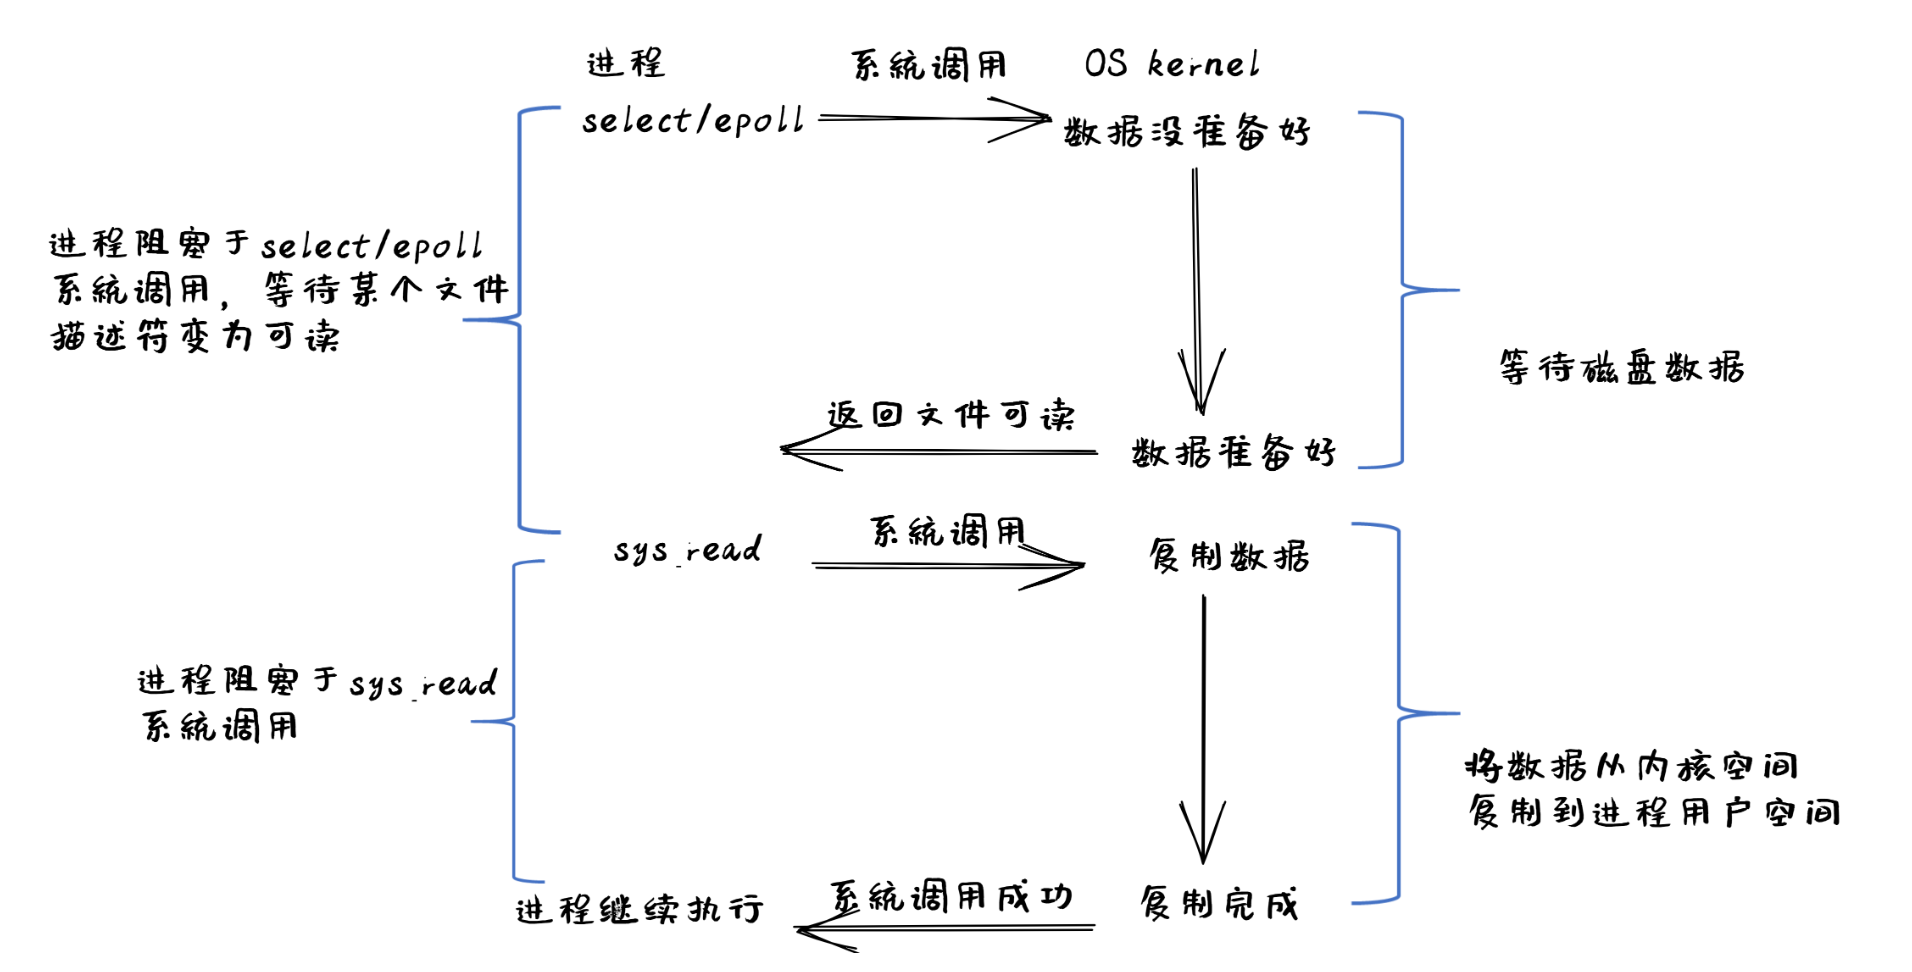 进程
系统调用
OS kernel
select/epoll
数据没准备好
进程阻塞于select/epoll
系统调用，等待某个文件
描述符变为可读
等待磁盘数据
返回文件可读
数据准备好
sys_read
系统调用
复制数据
进程阻塞于sys_read
系统调用
将数据从内核空间
复制到进程用户空间
进程继续执行
系统调用成功
复制完成